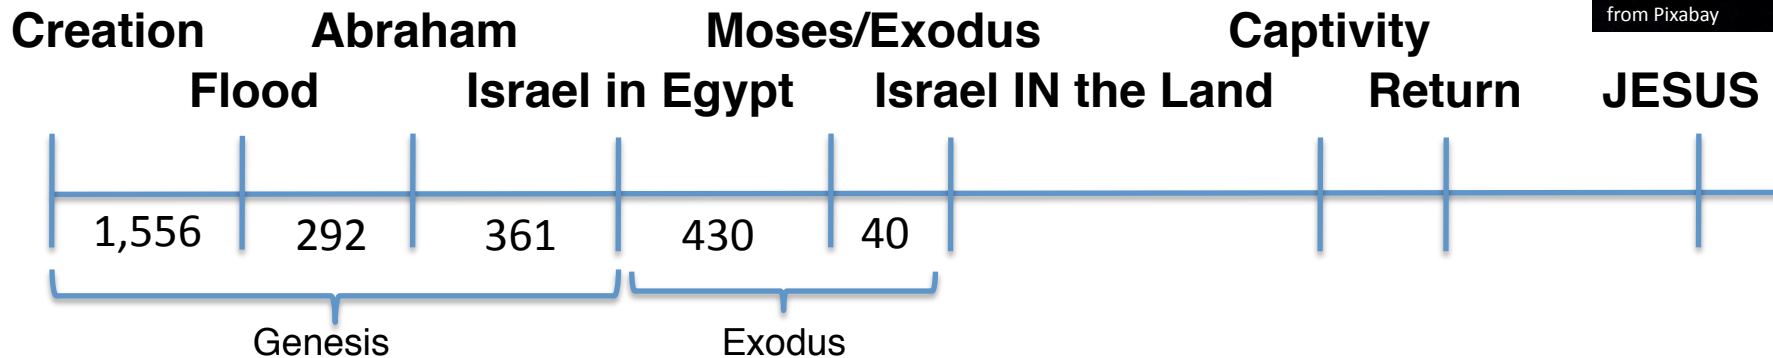 from Pixabay
Creation Abraham Moses/Exodus Captivity
Flood Israel in Egypt Israel IN the Land Return JESUS
1,556 292 361 430 40
Genesis Exodus